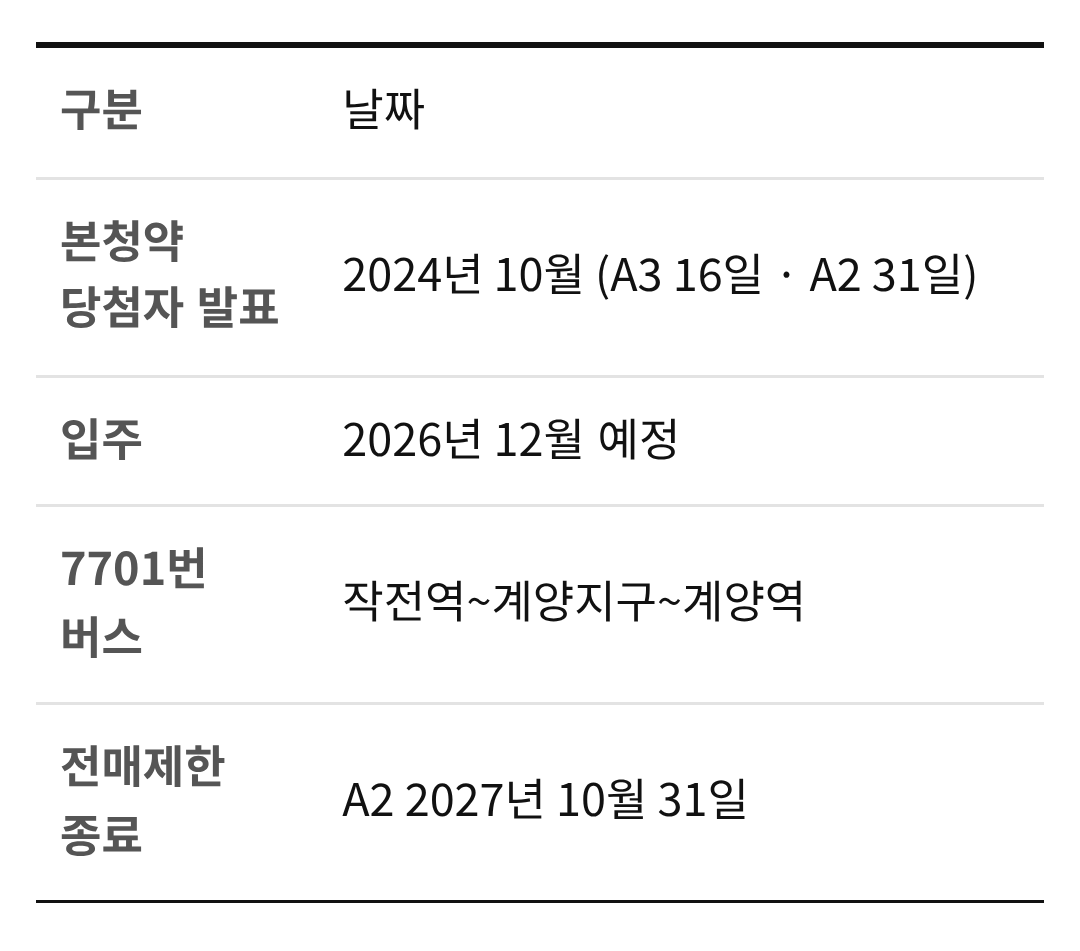 구분
날짜
본청약
당첨자 발표
2024년 10월 (A3 16일 · A2 31일)
입주
2026년 12월 예정
7701번
버스
작전역~계양지구~계양역
전매제한
종료
A2 2027년 10월 31일